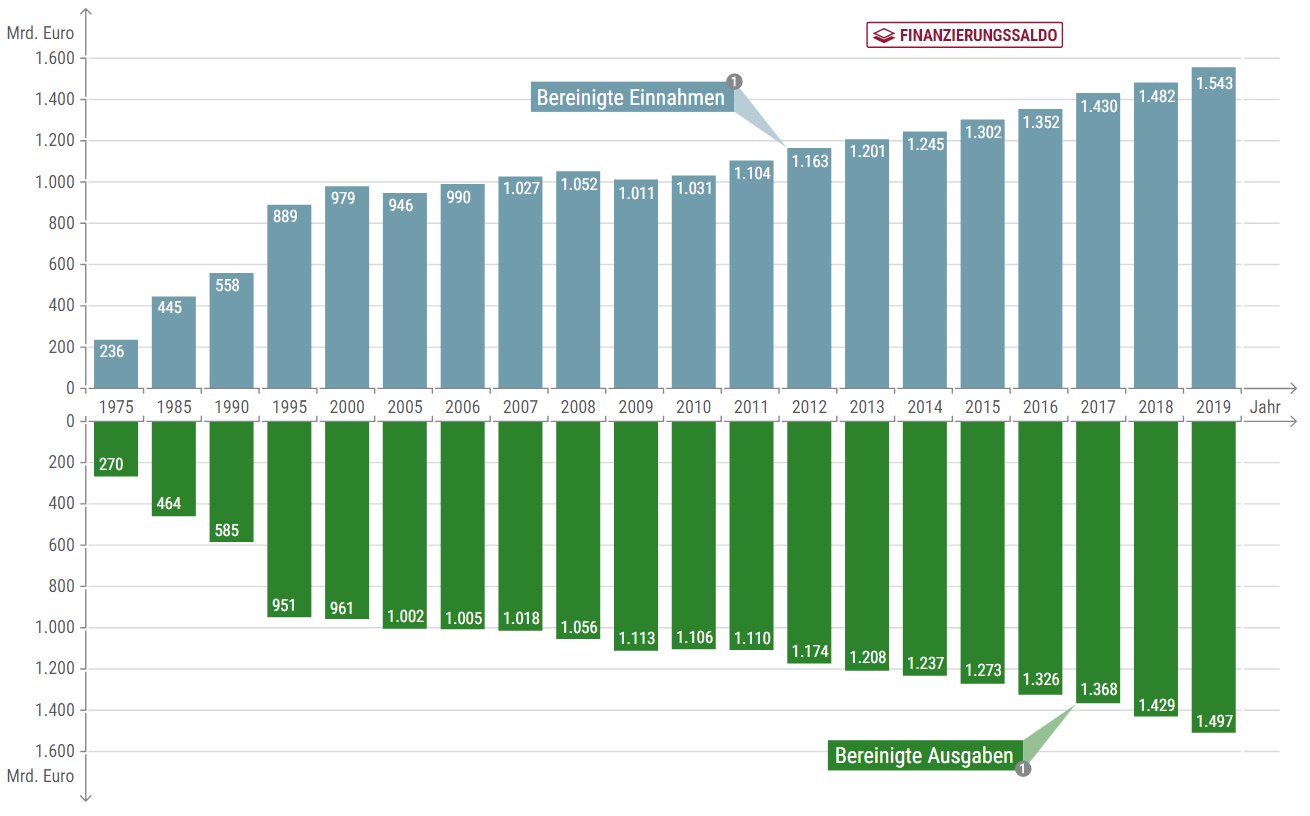 Mrd. Euro
FINANZIERUNGSSALDO
1.600
1.400
1.200
1.000
800
600
400
200
0
Bereinigte Einnahmen 1
236 445 558 889 979 946 990 1.027 1.052 1.011 1.031 1.104 1.163 1.201 1.245 1.302 1.352 1.430 1.482 1.543
1975 1985 1990 1995 2000 2005 2006 2007 2008 2009 2010 2011 2012 2013 2014 2015 2016 2017 2018 2019 Jahr
0
200
400
600
800
1.000
1.200
1.400
1.600
270 464 585 951 961 1.002 1.005 1.018 1.056 1.113 1.106 1.110 1.174 1.208 1.237 1.273 1.326 1.368 1.429 1.497
Bereinigte Ausgaben 1
Mrd. Euro